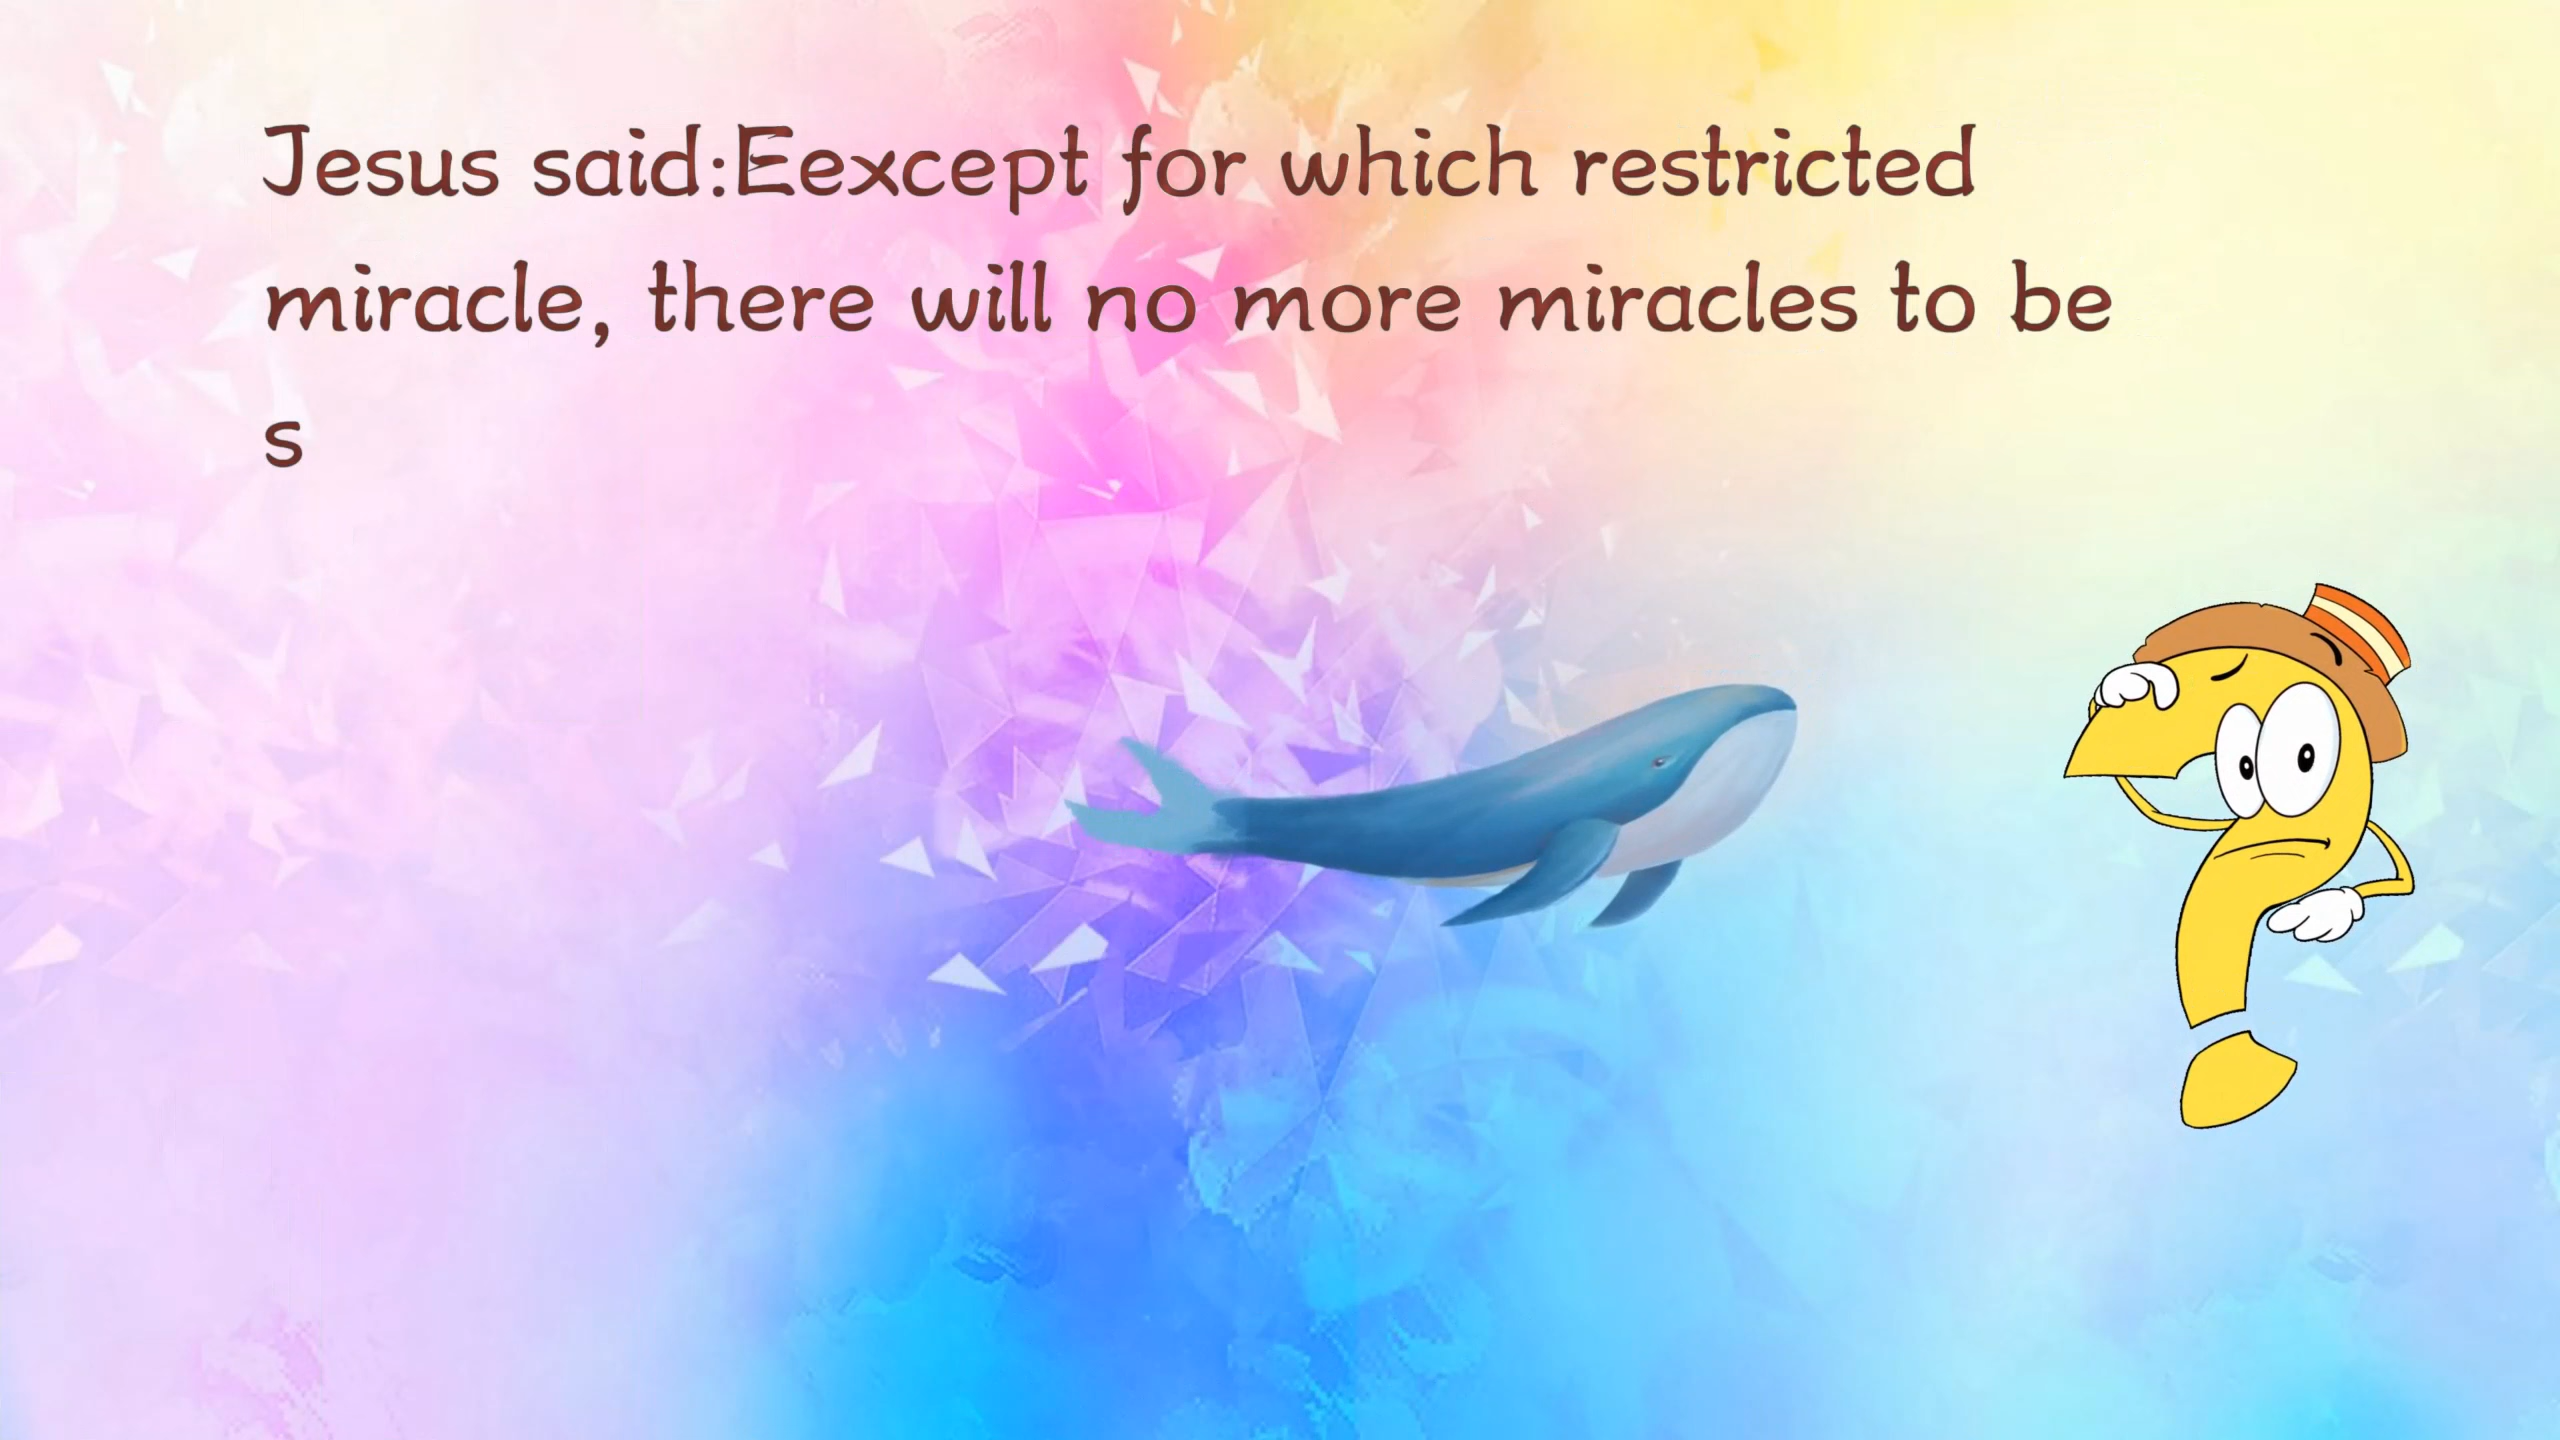 Jesus said:Eexcept for which restricted
miracle, there will no more miracles to be
s